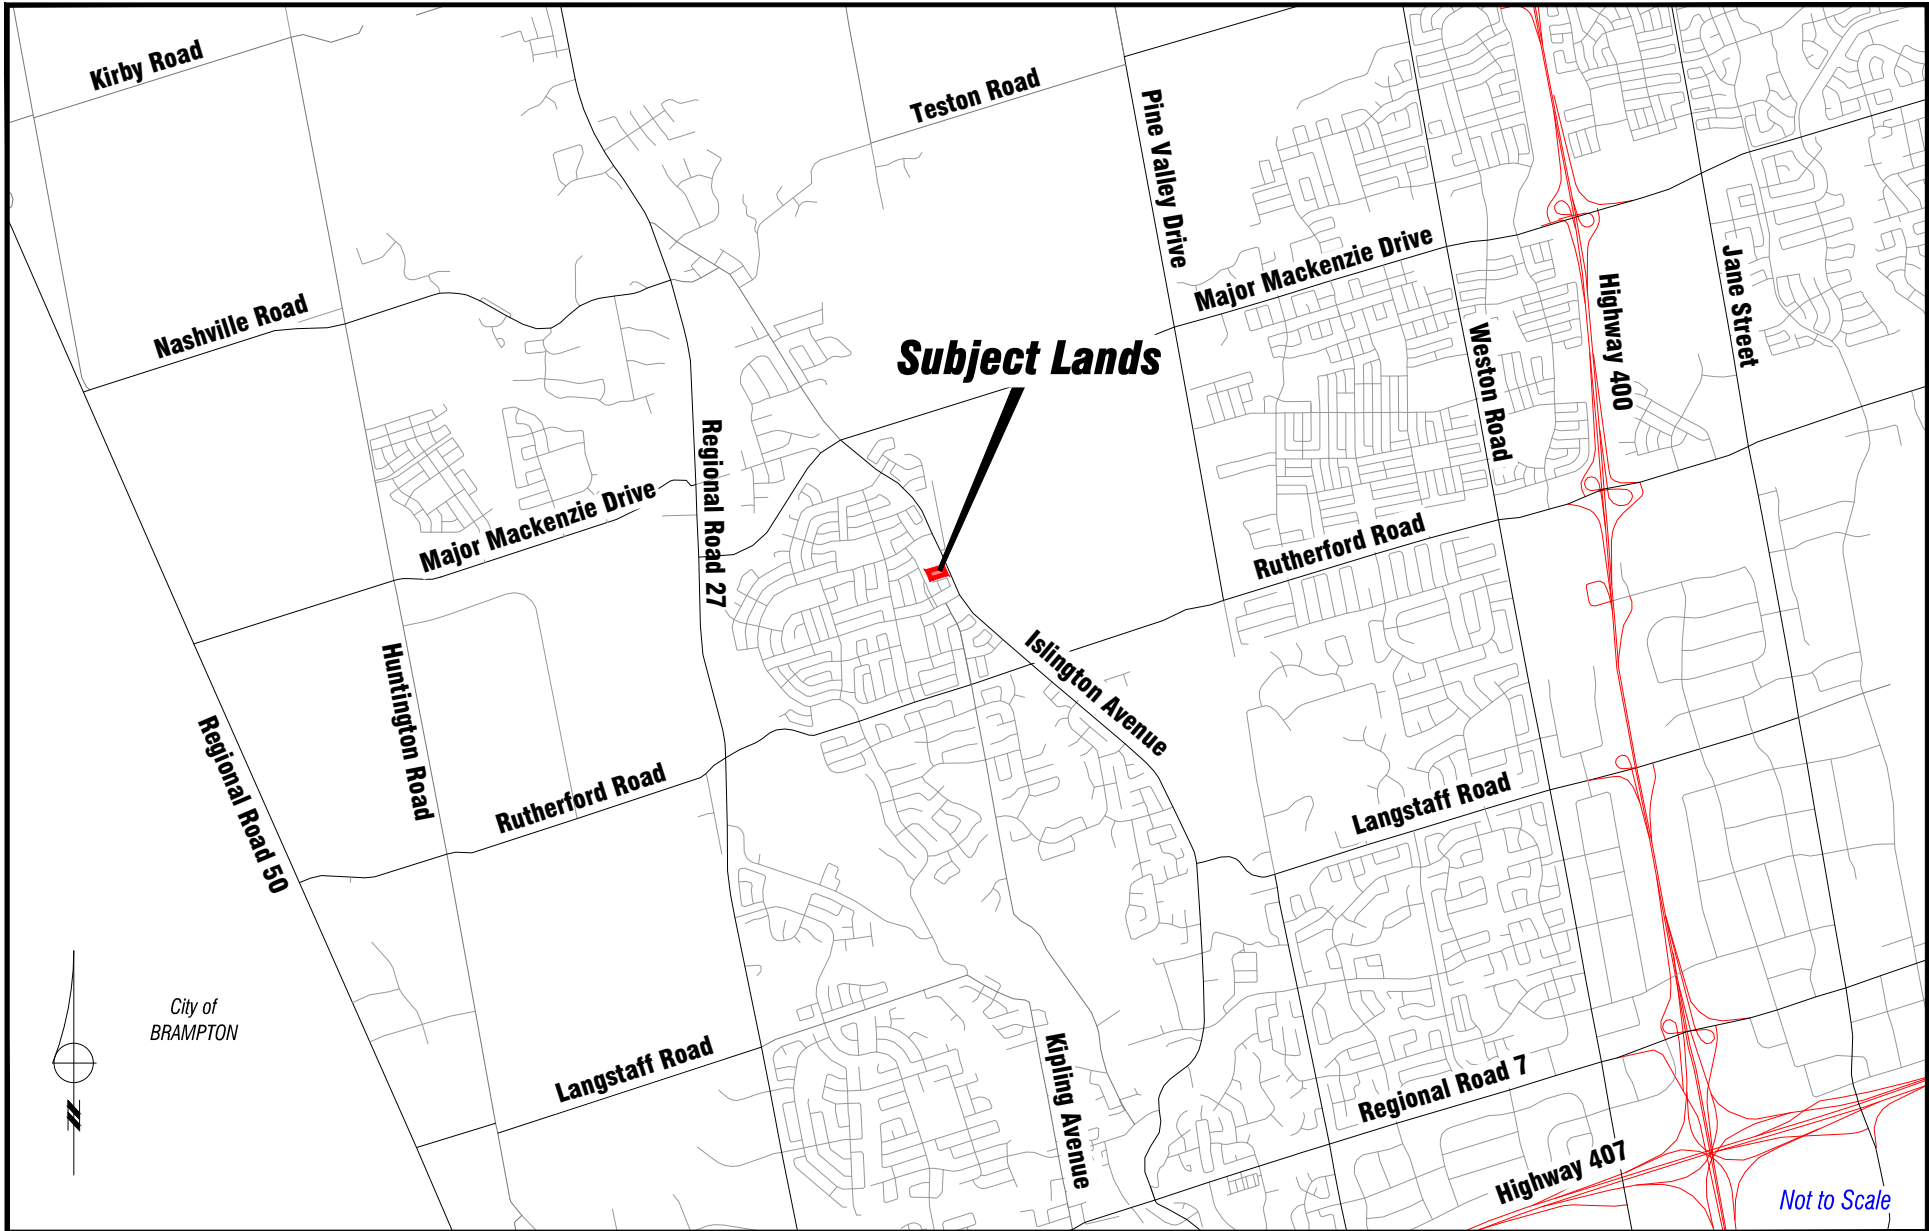 Kirby Road
Teston Road
Pine Valley Drive
Major Mackenzie Drive
Nashville Road
Highway 400
Jane Street
Weston Road
Subject Lands
Regional Road 27
Major Mackenzie Drive
Rutherford Road
Islington Avenue
Huntington Road
Regional Road 50
Rutherford Road
Langstaff Road
City of
BRAMPTON
Langstaff Road
Kipling Avenue
Regional Road 7
Highway 407
Not to Scale
N